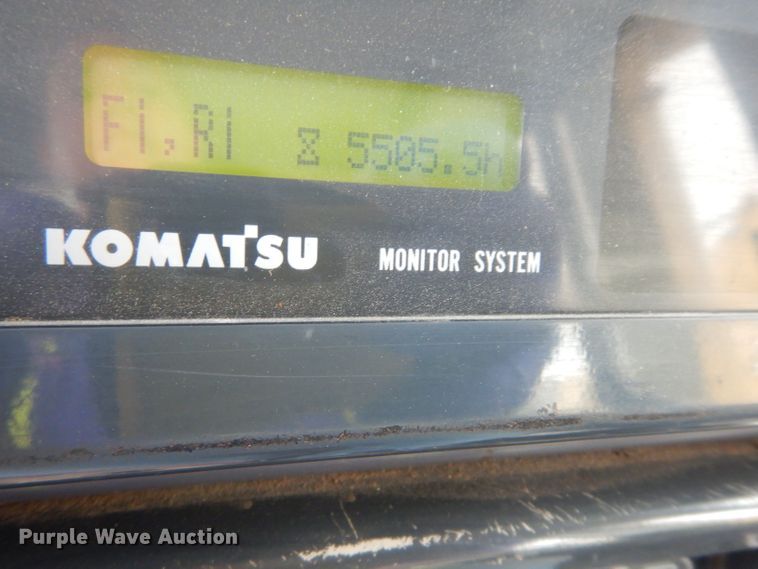 F1,R1 ⧖ 5505.5h
KOMATSU MONITOR SYSTEM
Purple Wave Auction®